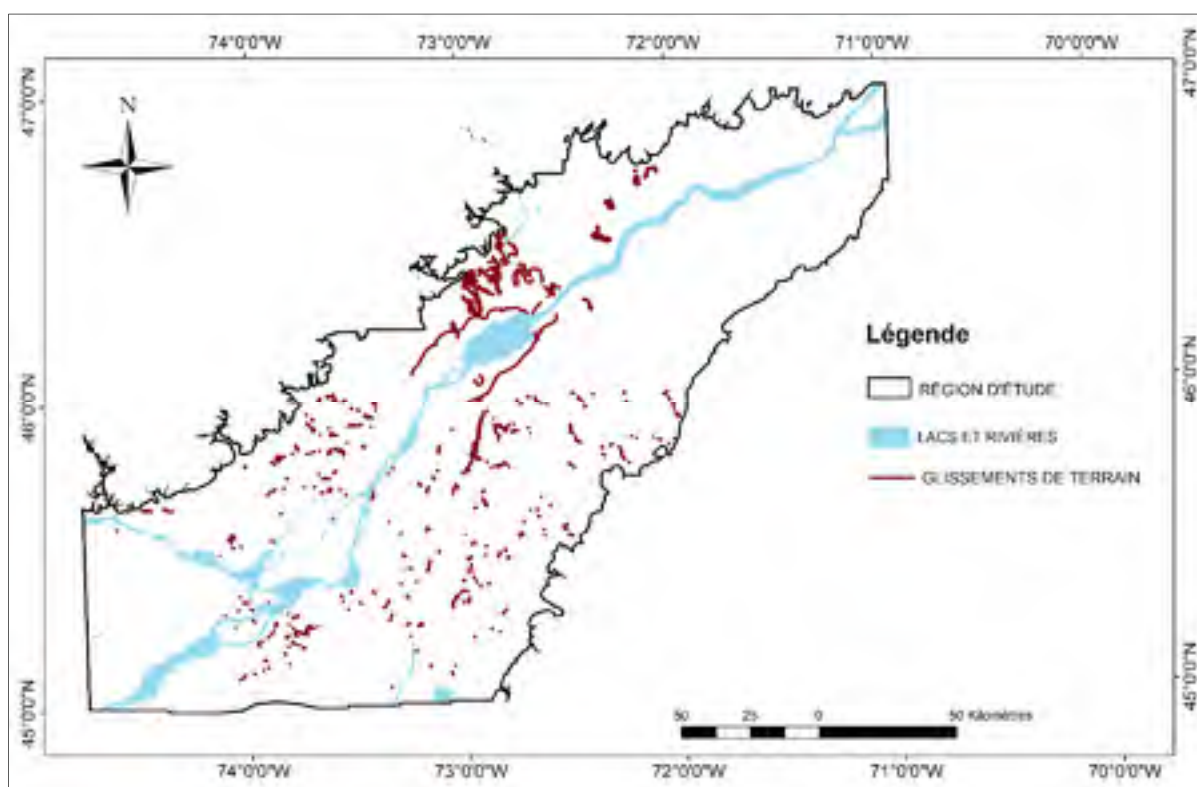 74°0'0"W 73°0'0"W 72°0'0"W 71°0'0"W 70°0'0"W
47°0'0"N
47°0'0"N
N
Légende
46°0'0"N
46°0'0"N
RÉGION D'ÉTUDE
LACS ET RIVIÈRES
GLISSEMENTS DE TERRAIN
45°0'0"N
45°0'0"N
50 25 0 50 Kilomètres
74°0'0"W 73°0'0"W 72°0'0"W 71°0'0"W 70°0'0"W